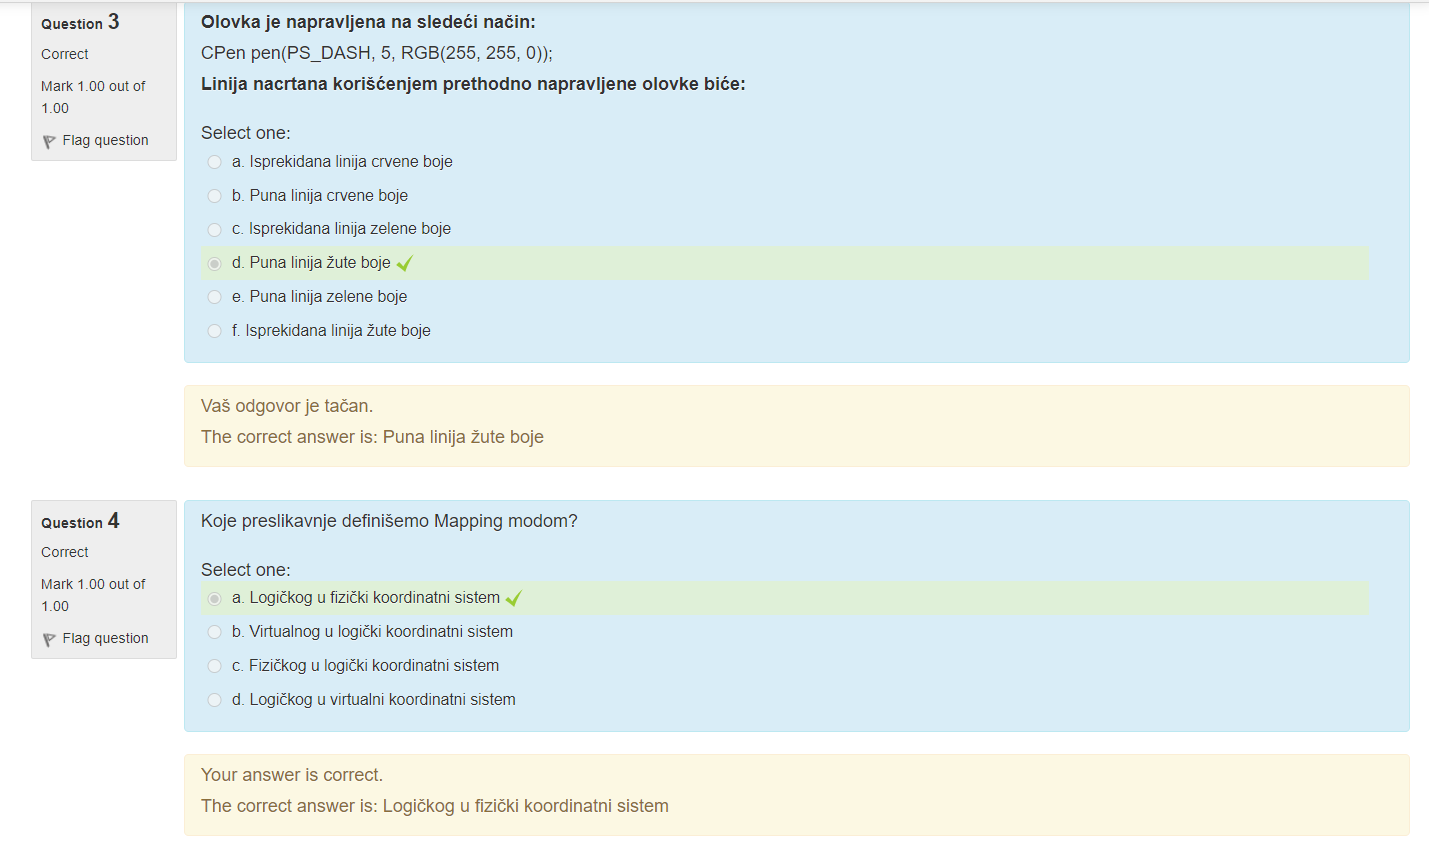 Question 3
Correct
Mark 1.00 out of
1.00
Flag question
Olovka je napravljena na sledeći način:
CPen pen(PS_DASH, 5, RGB(255, 255, 0));
Linija nacrtana korišćenjem prethodno napravljene olovke biće:
Select one:
a. Isprekidana linija crvene boje
b. Puna linija crvene boje
c. Isprekidana linija zelene boje
d. Puna linija žute boje
e. Puna linija zelene boje
f. Isprekidana linija žute boje
Vaš odgovor je tačan.
The correct answer is: Puna linija žute boje
Question 4
Correct
Mark 1.00 out of
1.00
Flag question
Koje preslikavnje definišemo Mapping modom?
Select one:
a. Logičkog u fizički koordinatni sistem
b. Virtualnog u logički koordinatni sistem
c. Fizičkog u logički koordinatni sistem
d. Logičkog u virtualni koordinatni sistem
Your answer is correct.
The correct answer is: Logičkog u fizički koordinatni sistem